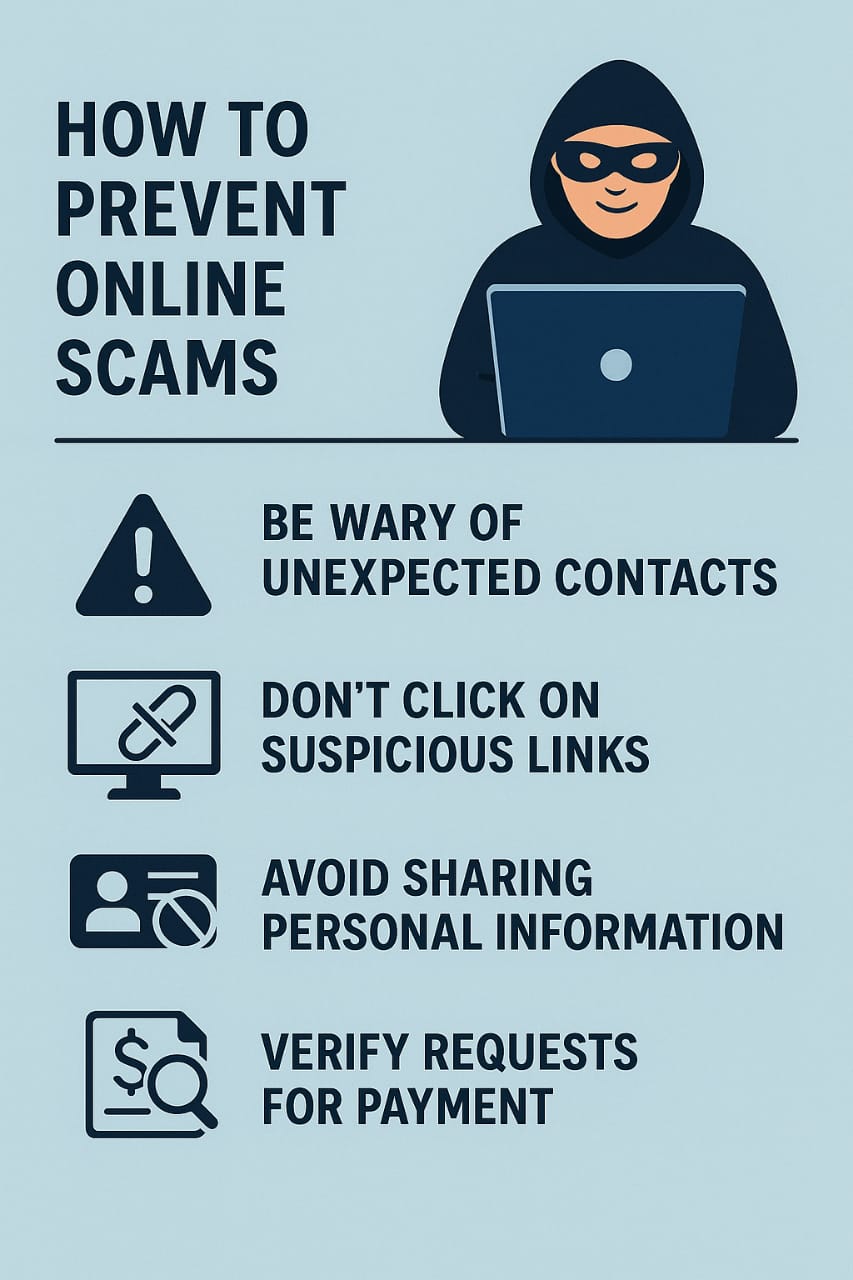 HOW TO
PREVENT
ONLINE
SCAMS
BE WARY OF
UNEXPECTED CONTACTS
DON’T CLICK ON
SUSPICIOUS LINKS
AVOID SHARING
PERSONAL INFORMATION
$
VERIFY REQUESTS
FOR PAYMENT